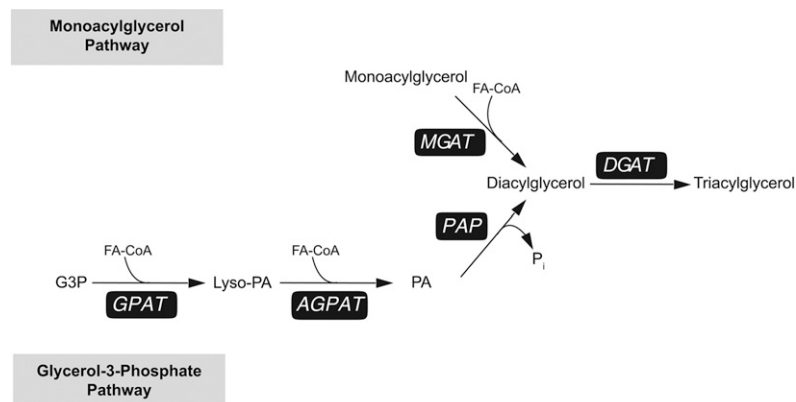 Monoacylglycerol
Pathway
Monoacylglycerol
FA-CoA
MGAT
DGAT
Diacylglycerol
Triacylglycerol
PAP
FA-CoA
FA-CoA
Pi
G3P
Lyso-PA
PA
GPAT
AGPAT
Glycerol-3-Phosphate
Pathway